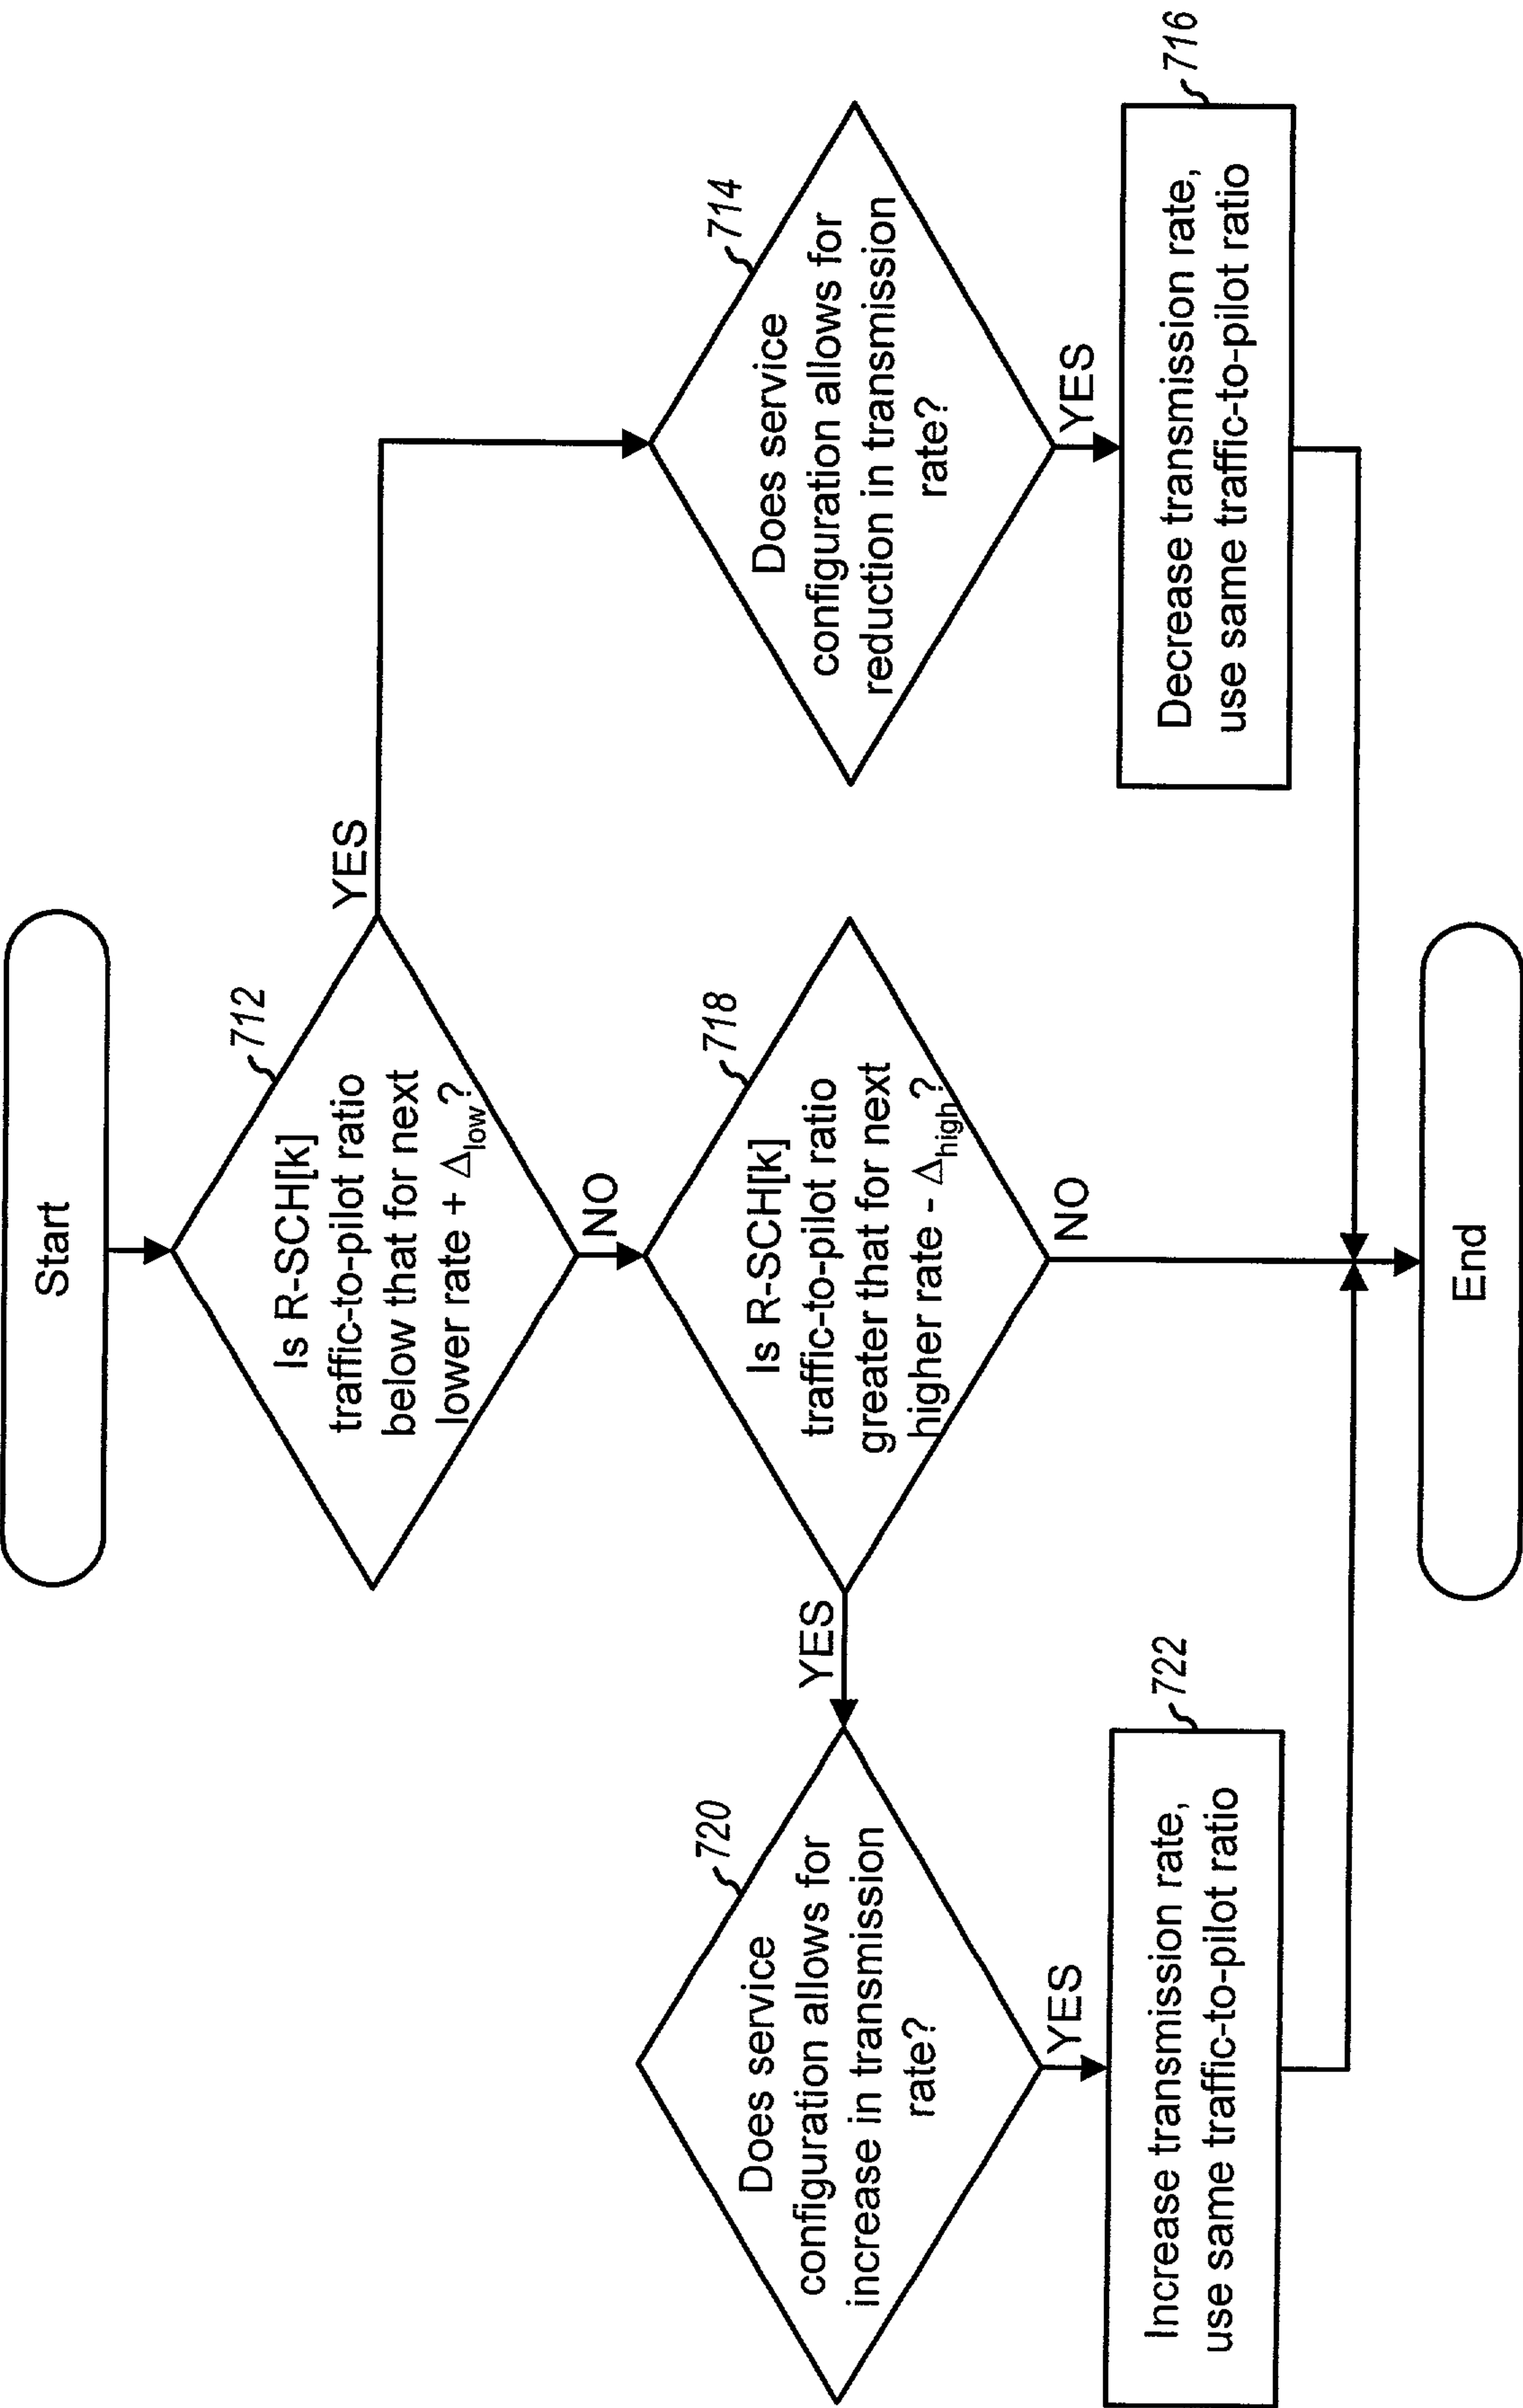 Start
712
Is R-SCH[k]
traffic-to-pilot ratio
below that for next
lower rate + Δlow?
YES
NO
714
Does service
configuration allows for
reduction in transmission
rate?
YES
716
Decrease transmission rate,
use same traffic-to-pilot ratio
718
Is R-SCH[k]
traffic-to-pilot ratio
greater that for next
higher rate - Δhigh?
YES
NO
720
Does service
configuration allows for
increase in transmission
rate?
YES
722
Increase transmission rate,
use same traffic-to-pilot ratio
End